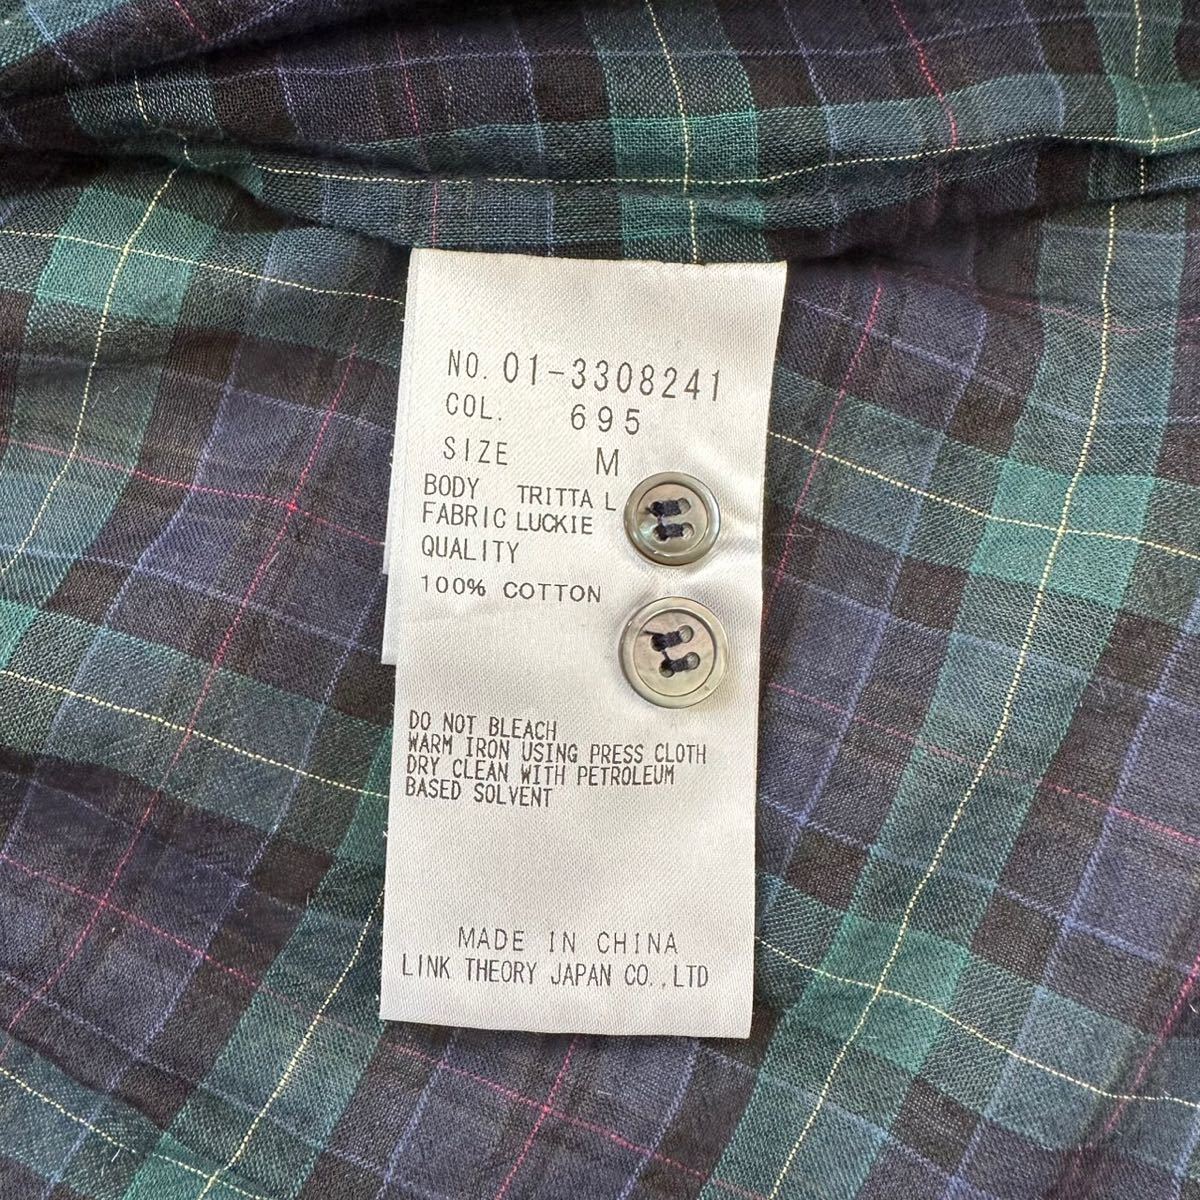 NO. 01-3308241
COL. 695
SIZE M
BODY TRITTA L
FABRIC LUCKIE
QUALITY
100% COTTON
DO NOT BLEACH
WARM IRON USING PRESS CLOTH
DRY CLEAN WITH PETROLEUM
BASED SOLVENT
MADE IN CHINA
LINK THEORY JAPAN CO.,LTD